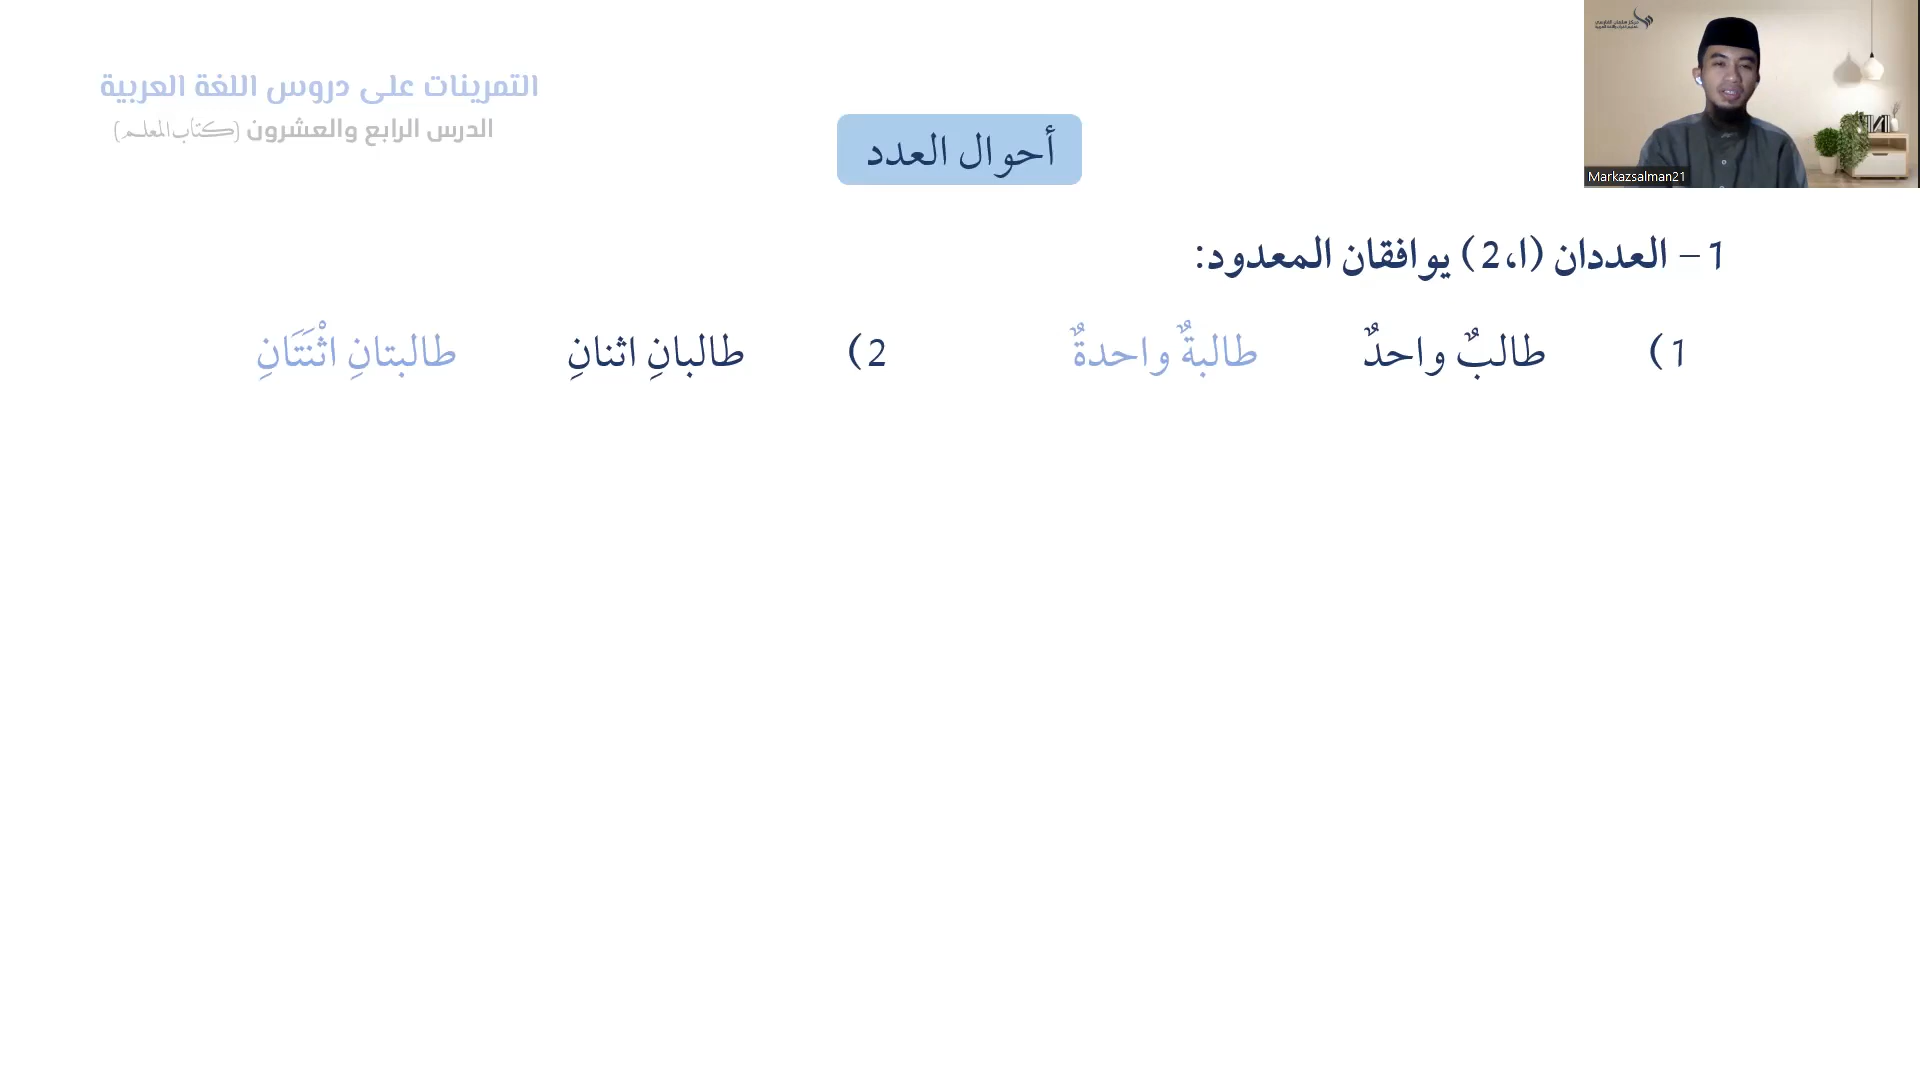 التمرينات على دروس اللغة العربية
الدرس الرابع والعشرون (كتاب المعلم)
أحوال العدد
1- العددان (ا،2) يوافقان المعدود:
1) طالبٌ واحدٌ طالبةٌ واحدةٌ 2) طالبانِ اثنانِ طالبتانِ اثْنَتَانِ
Markazsalman21